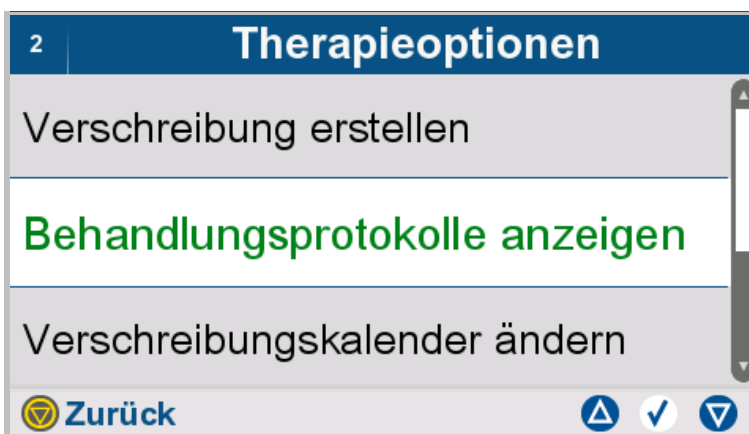 2 Therapieoptionen
Verschreibung erstellen
Behandlungsprotokolle anzeigen
Verschreibungskalender ändern
Zurück